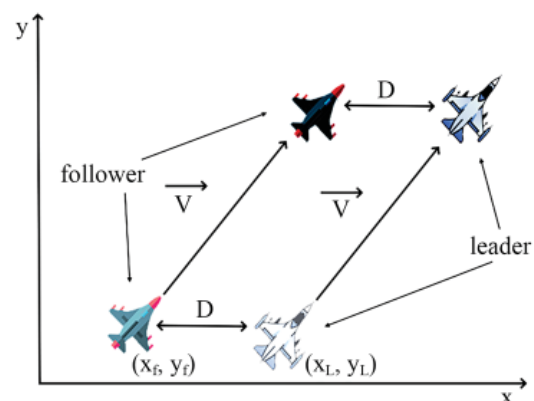 y
D
follower
V
V
leader
D
(x_f, y_f)
(x_L, y_L)
x